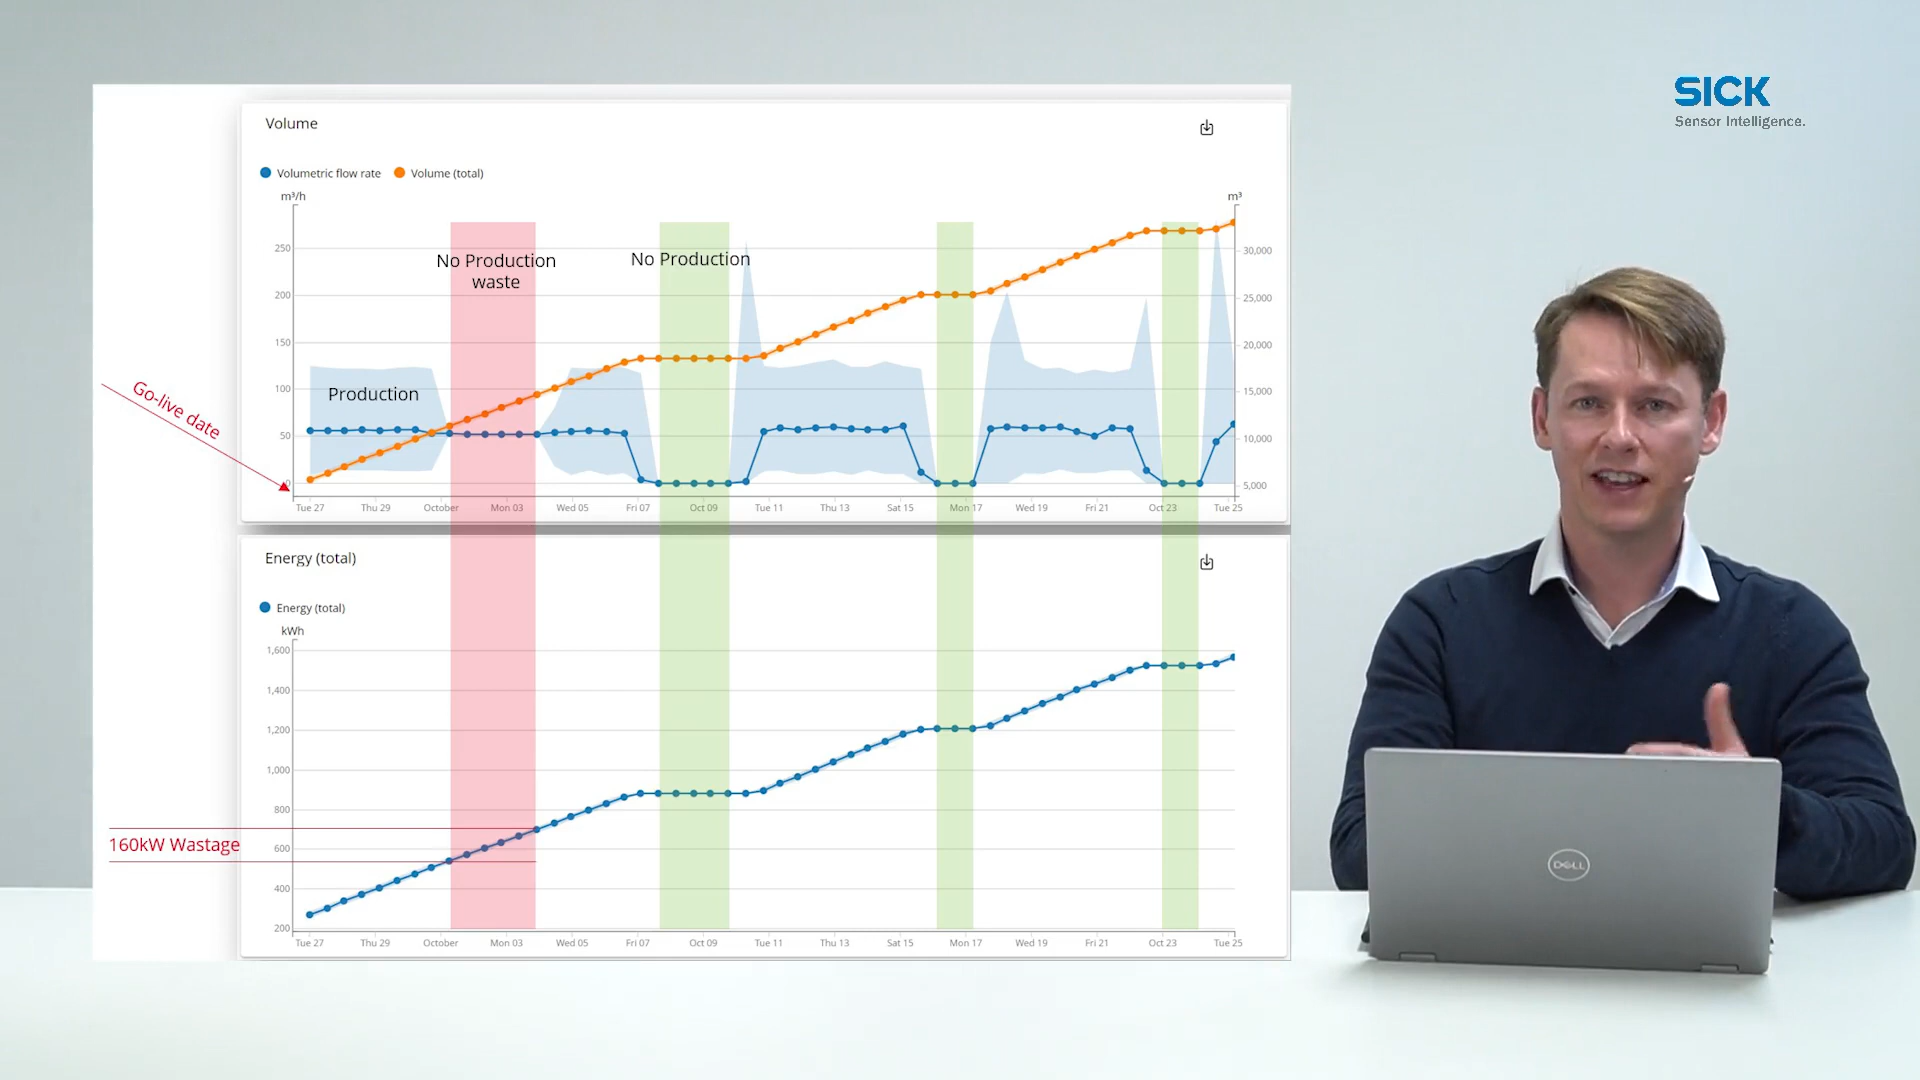 SICK
Sensor Intelligence.
Volume
Volumetric flow rate Volume (total)
m³/h m³
250
200
150
100
50
0
30,000
25,000
20,000
15,000
10,000
5,000
No Production
waste
No Production
Production
Go-live date
Tue 27 Thu 29 October Mon 03 Wed 05 Fri 07 Oct 09 Tue 11 Thu 13 Sat 15 Mon 17 Wed 19 Fri 21 Oct 23 Tue 25
Energy (total)
Energy (total)
kWh
1,600
1,400
1,200
1,000
800
160kW Wastage
600
400
200
Tue 27 Thu 29 October Mon 03 Wed 05 Fri 07 Oct 09 Tue 11 Thu 13 Sat 15 Mon 17 Wed 19 Fri 21 Oct 23 Tue 25
DELL